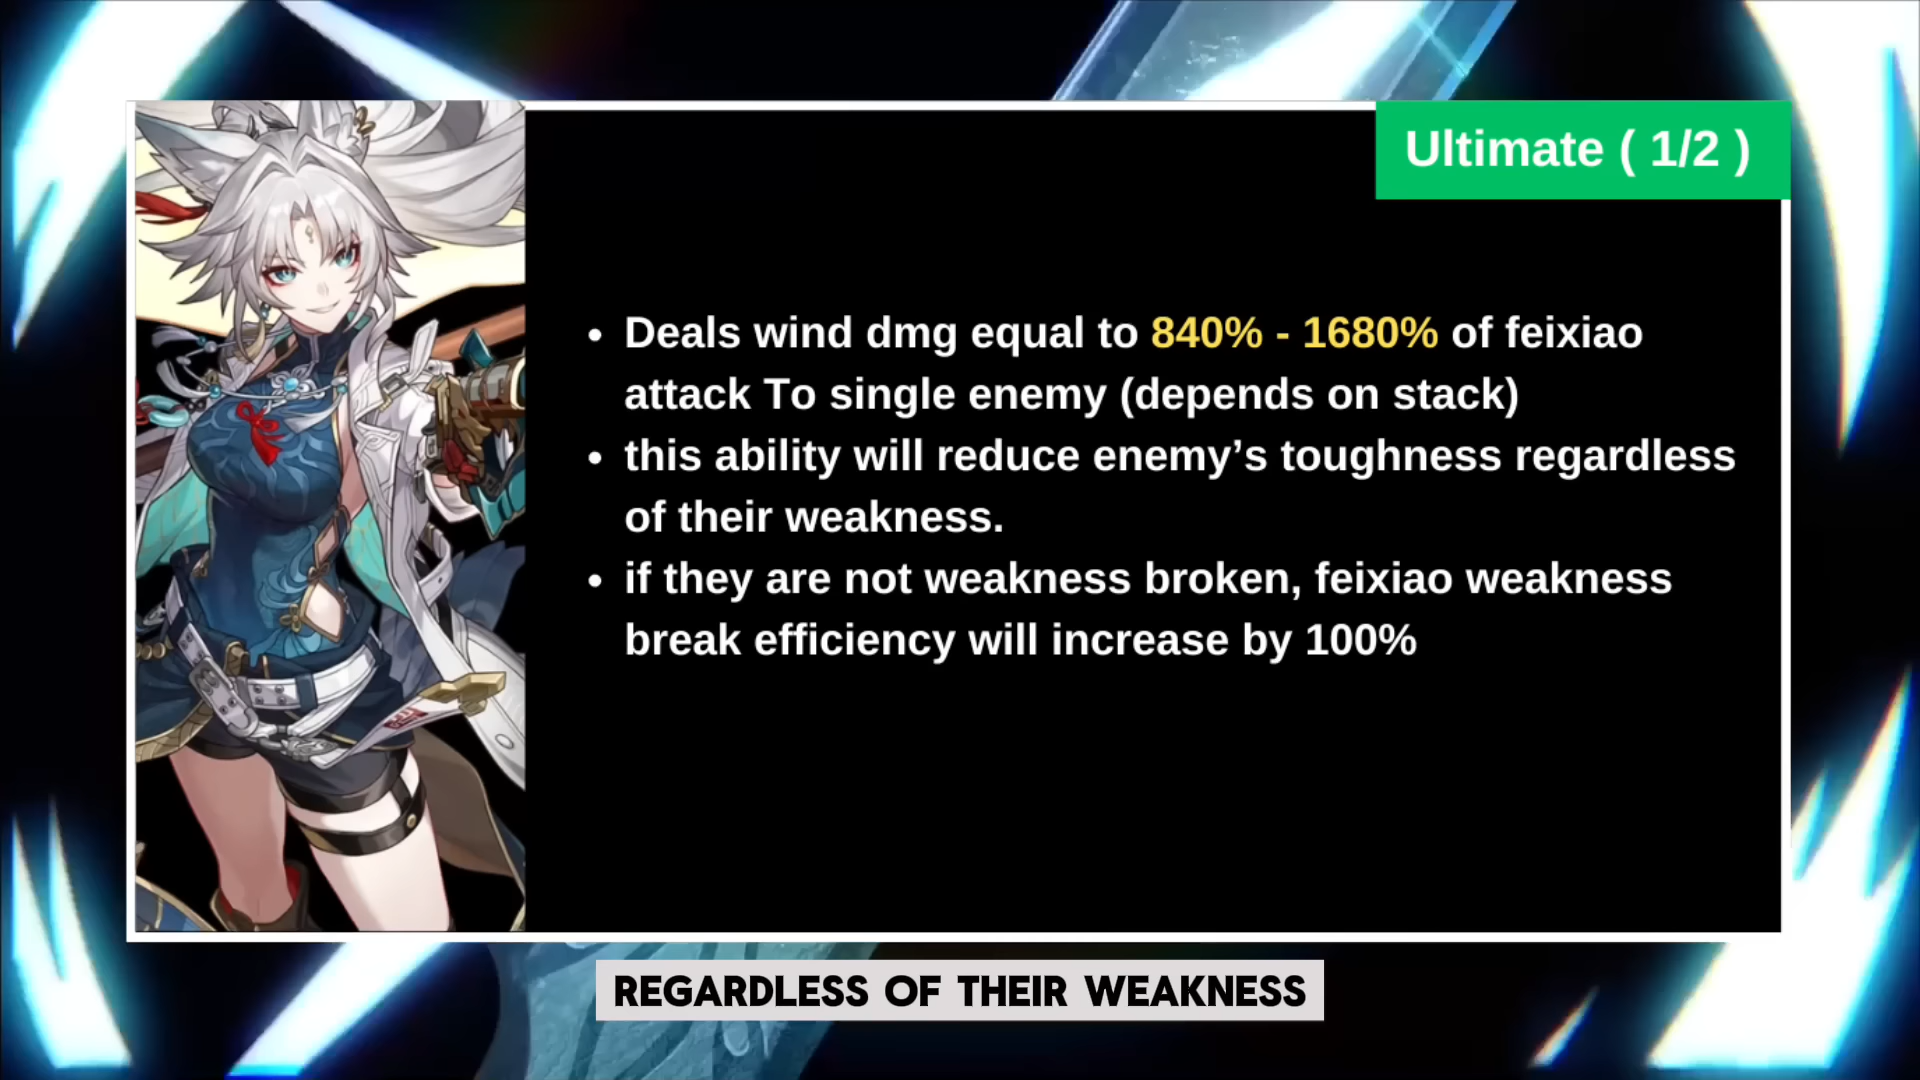 Ultimate ( 1/2 )
• Deals wind dmg equal to 840% - 1680% of feixiao
attack To single enemy (depends on stack)
• this ability will reduce enemy’s toughness regardless
of their weakness.
• if they are not weakness broken, feixiao weakness
break efficiency will increase by 100%
REGARDLESS OF THEIR WEAKNESS